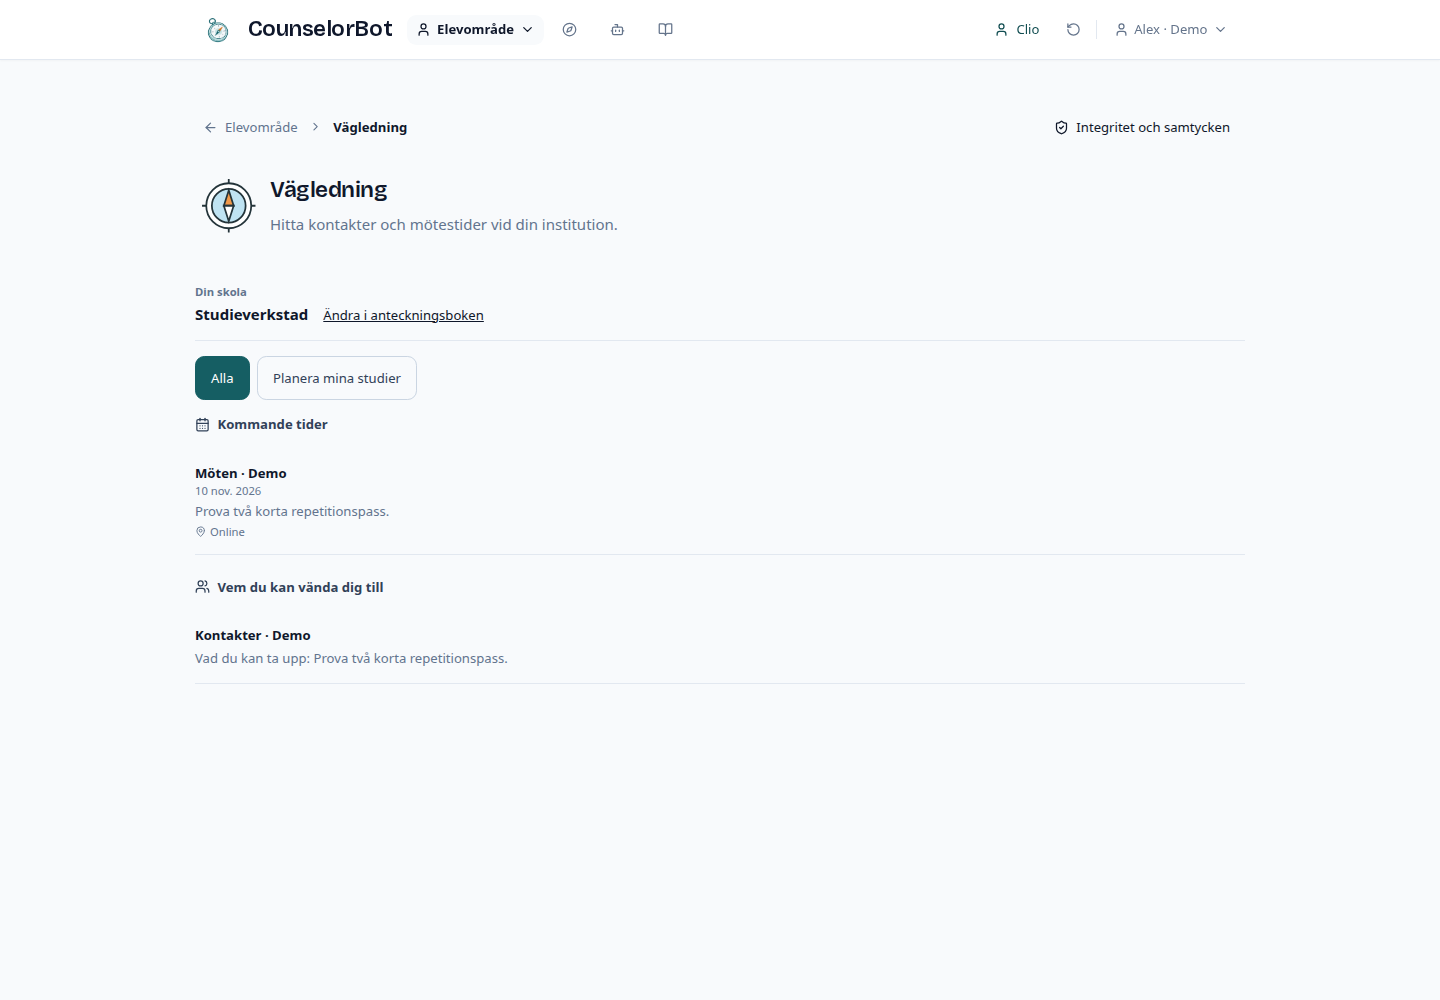 CounselorBot
Elevområde
Clio
Alex · Demo
Elevområde
Vägledning
Integritet och samtycken
Vägledning
Hitta kontakter och mötestider vid din institution.
Din skola
Studieverkstad
Ändra i anteckningsboken
Alla
Planera mina studier
Kommande tider
Möten · Demo
10 nov. 2026
Prova två korta repetitionspass.
Online
Vem du kan vända dig till
Kontakter · Demo
Vad du kan ta upp: Prova två korta repetitionspass.